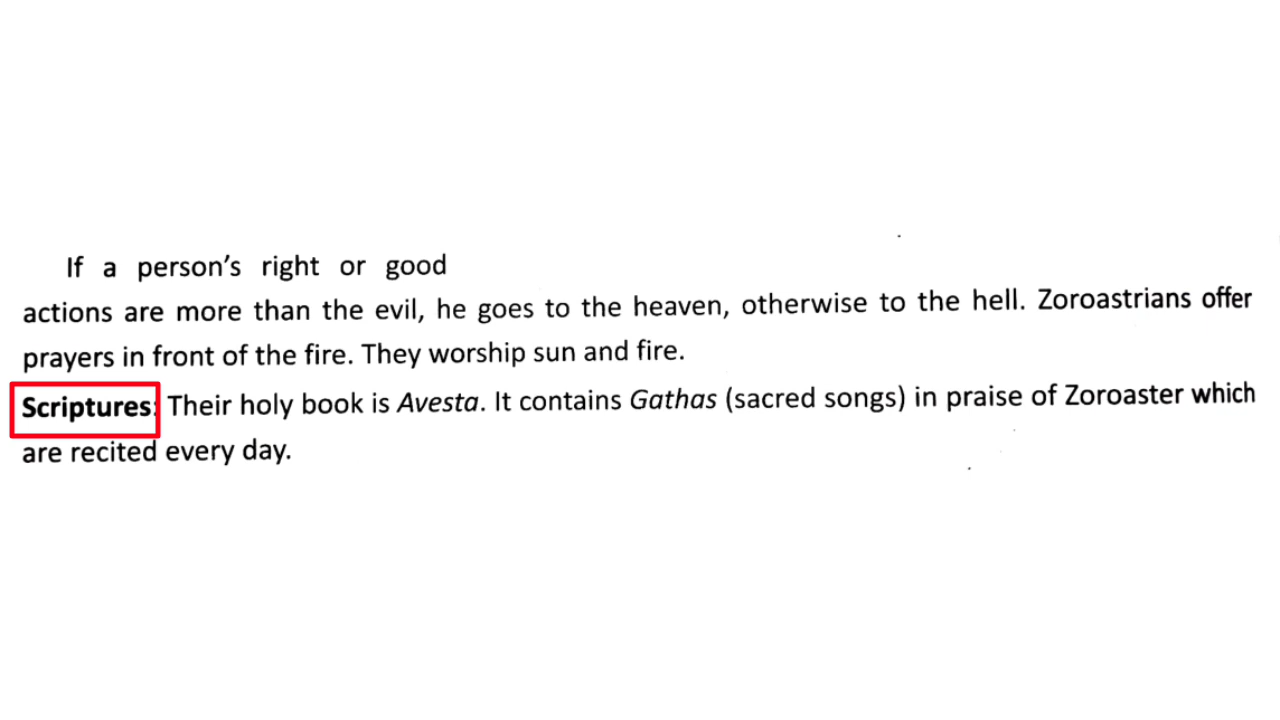 If a person's right or good
actions are more than the evil, he goes to the heaven, otherwise to the hell. Zoroastrians offer
prayers in front of the fire. They worship sun and fire.
Scriptures: Their holy book is Avesta. It contains Gathas (sacred songs) in praise of Zoroaster which
are recited every day.